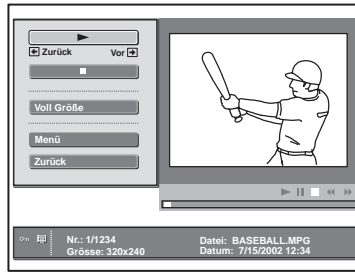 Zurück Vor
Voll Größe
Menü
Zurück
Nr.: 1/1234 Datei: BASEBALL.MPG
Grösse: 320x240 Datum: 7/15/2002 12:34